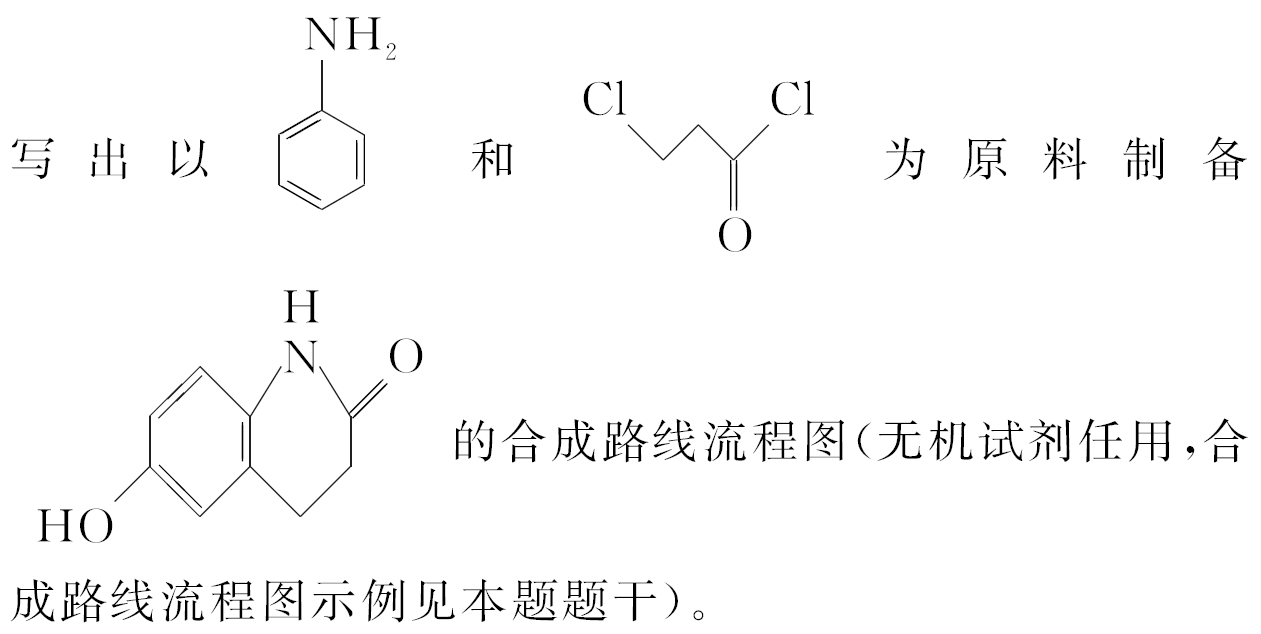 NH₂
Cl Cl
写出以 和 为原料制备
O
H
N O
的合成路线流程图(无机试剂任用,合
HO
成路线流程图示例见本题题干)。